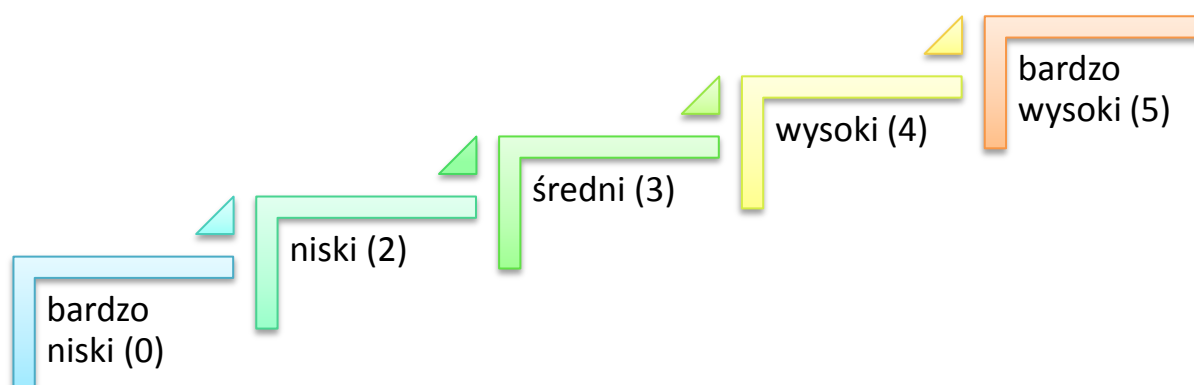 bardzo
niski (0)
niski (2)
średni (3)
wysoki (4)
bardzo
wysoki (5)